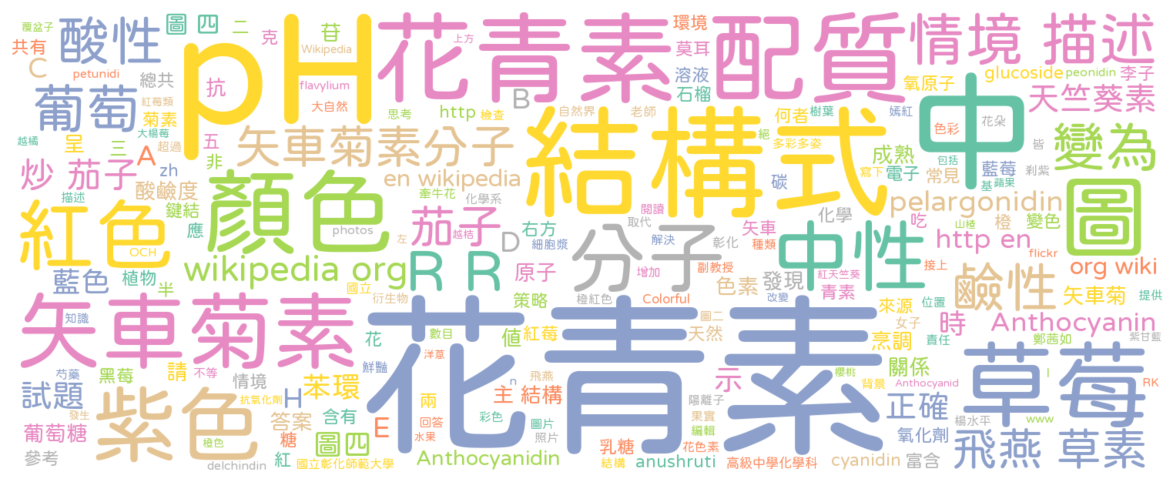 覆盆子 酸性 圖四 二 克 苷 pH 花青素 配質 情境 描述
共有 petunidi Wikipedia 上方 環境 莫耳 氧原子 glucoside peonidin 李子
C 總共 抗 flavylium B 溶液 石榴 天竺葵素
葡萄 紅莓類 菊素 大自然 思考 http 檢查 自然界 老師 何者 樹葉 嫣紅 中 色彩 花朵
越橘 大楊莓 超過 呈 三 五 矢車菊素分子 結構式 絕 多彩多姿 成熟 變為
炒 茄子 A zh 非 en wikipedia 碳 藍莓 電子 常見 包括 皆 剎紫
描述 酸鹼度 顏色 牽牛花 化學系 寫下 基 蘋果 圖
紅色 鍵結 應 茄子 越桔 右方 閱讀 取代 矢車 化學 pelargonidin 山楂 橙 變色
OCH photos 左 D 細胞漿 分子 解決 彰化 種類 吃 http en
藍色 植物 半 國立 wikipedia org R R 原子 增加 副教授 發現 中性 紅天竺葵 接上 flickr org wiki
矢車菊素 知識 衍生物 極紅色 Colorful 色素 改變 青素 鹼性 矢車菊 提供
花 數目 策略 值 紅莓 圖二 天然 來源 位置 時 Anthocyanin
芍藥 不等 鮮豔 洋蔥 花青素 烹調 女子 責任 鄭茜如 紫甘藍
試題 黑莓 請 情境 苯環 兩 飛燕 n 主 結構 櫻桃 示 背景 關係 Anthocyanid I RK
發生 紫色 抗氧化劑 H 答案 含有 回答 彩色 圖片 陽離子 果實 編輯 正確 草莓
葡萄糖 糖 E 水果 照片 乳糖 花色素 氧化劑 楊水平 www
參考 橙色 紅 圖四 國立彰化師範大學 Anthocyanidin 結構 anushruti 高級中學化學科 cyanidin 富含 飛燕 草素
delchindin